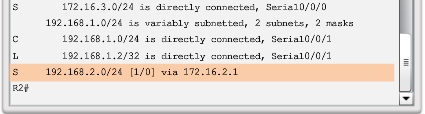 S 172.16.3.0/24 is directly connected, Serial0/0/0
192.168.1.0/24 is variably subnetted, 2 subnets, 2 masks
C 192.168.1.0/24 is directly connected, Serial0/0/1
L 192.168.1.2/32 is directly connected, Serial0/0/1
S 192.168.2.0/24 [1/0] via 172.16.2.1
R2#